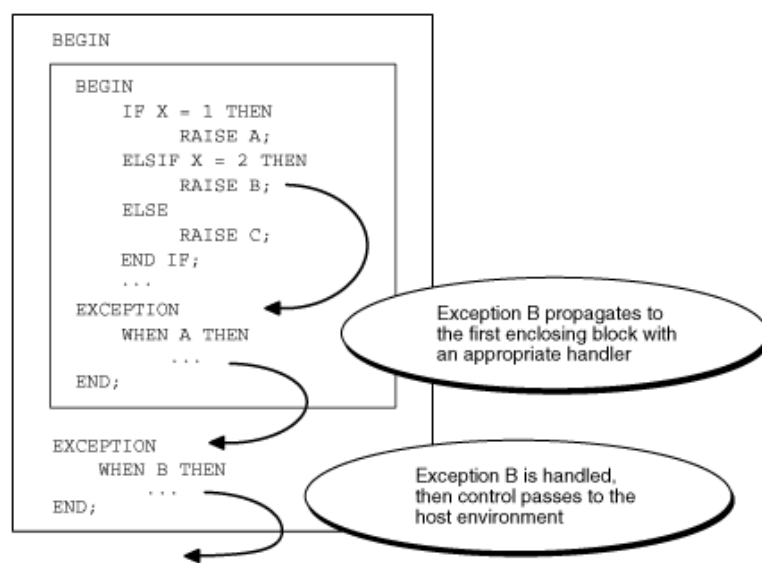 BEGIN
BEGIN
IF X = 1 THEN
RAISE A;
ELSIF X = 2 THEN
RAISE B;
ELSE
RAISE C;
END IF;
...
EXCEPTION
WHEN A THEN
...
END;
EXCEPTION
WHEN B THEN
...
END;
Exception B propagates to
the first enclosing block with
an appropriate handler
Exception B is handled,
then control passes to the
host environment